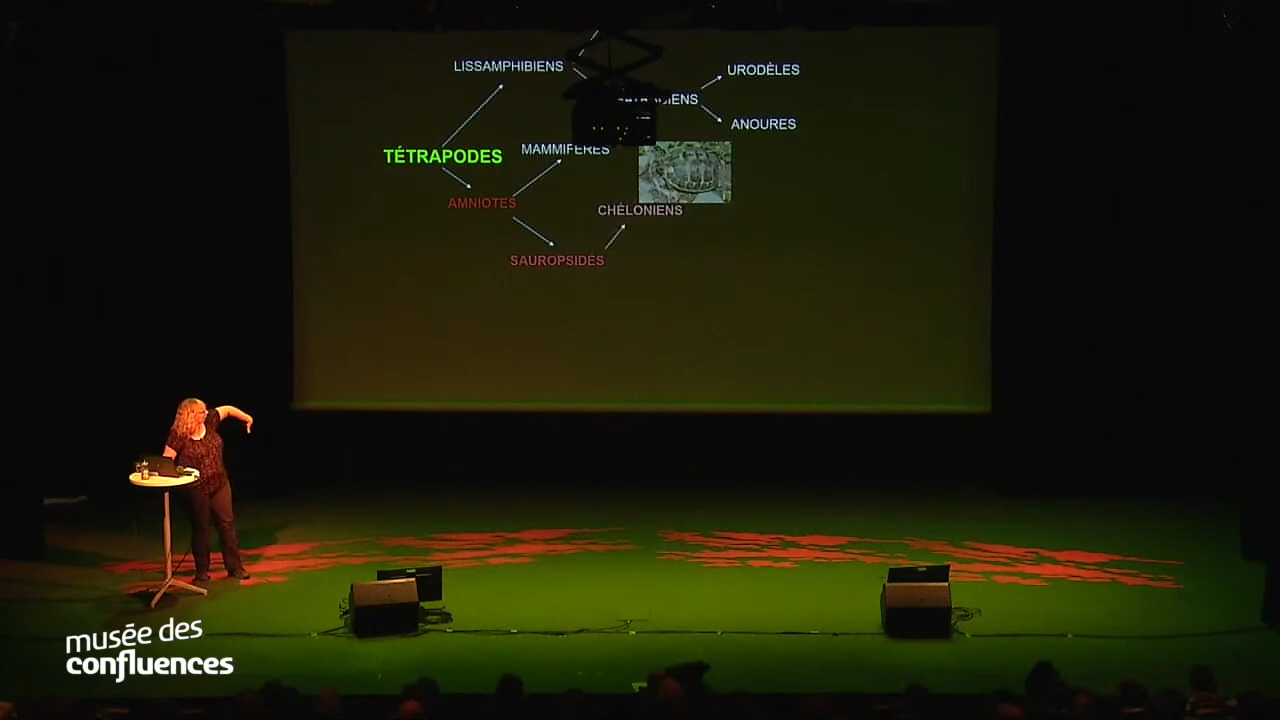 LISSAMPHIBIENS
URODÈLES
ANOURES
MAMMIFÈRES
TÉTRAPODES
AMNIOTES
CHÉLONIENS
SAUROPSIDÉS
musée des
confluences